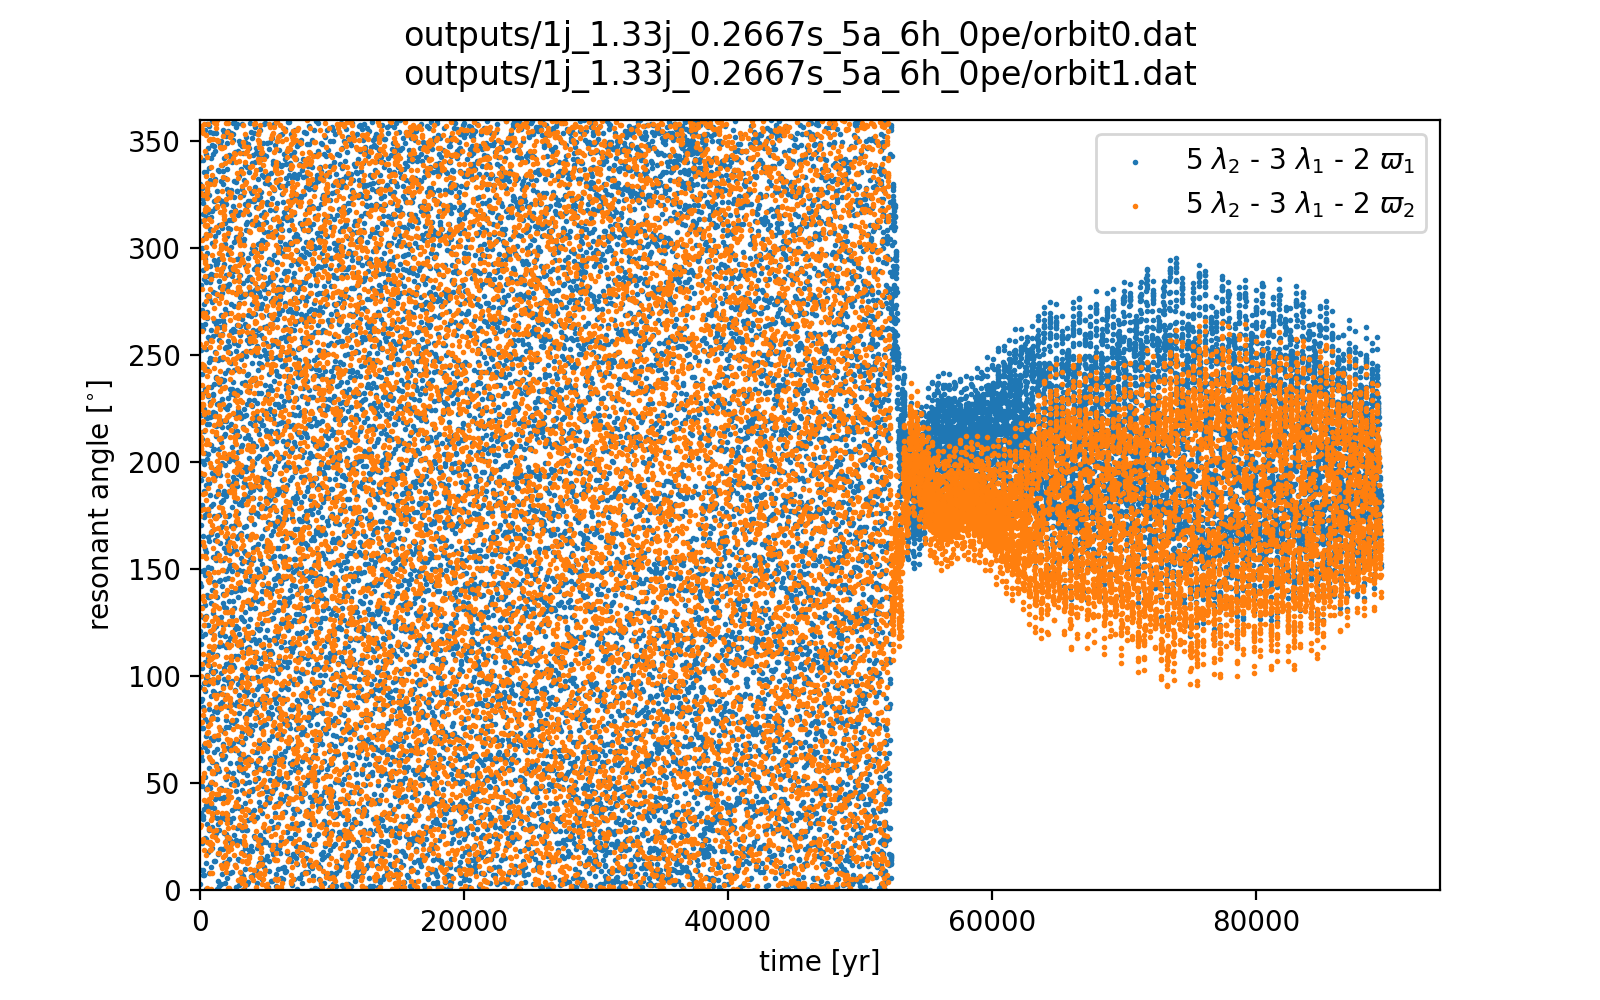 outputs/1j_1.33j_0.2667s_5a_6h_0pe/orbit0.dat
outputs/1j_1.33j_0.2667s_5a_6h_0pe/orbit1.dat
5 λ₂ - 3 λ₁ - 2 ϖ₁
5 λ₂ - 3 λ₁ - 2 ϖ₂
350
300
250
200
150
100
50
0
resonant angle [°]
0 20000 40000 60000 80000
time [yr]